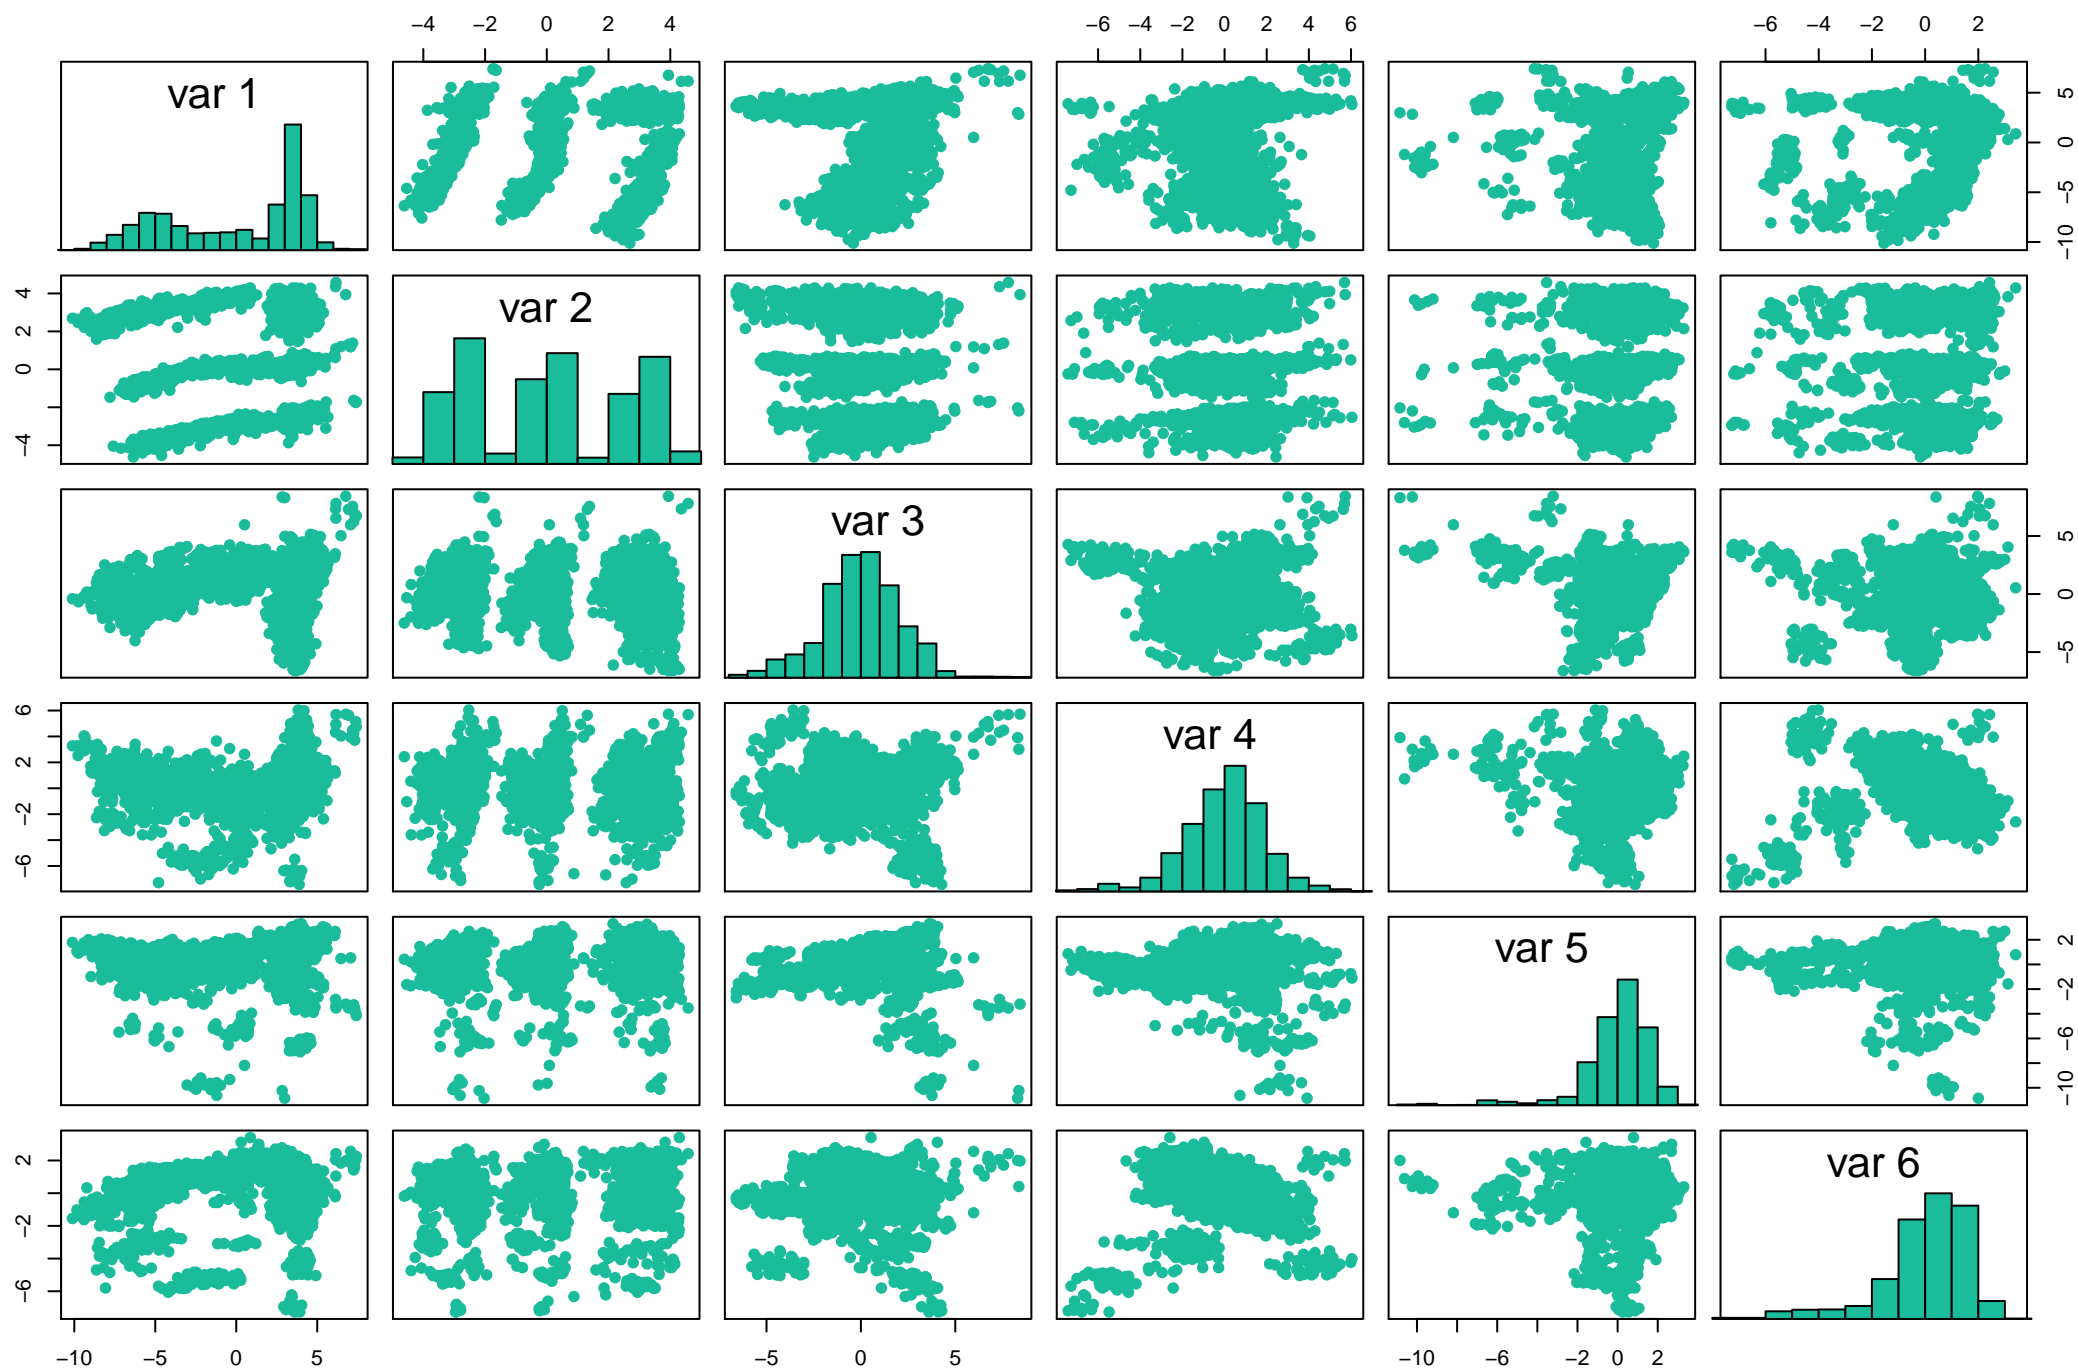 −4 −2 0 2 4 −6 −4 −2 0 2 4 6 −6 −4 −2 0 2
var 1
−10 −5 0 5
−4 0 2 4
var 2
var 3
−5 0 5
−6 −2 2 6
var 4
var 5
−10 −6 −2 2
−6 −2 2
var 6
−10 −5 0 5 −5 0 5 −10 −6 −2 0 2